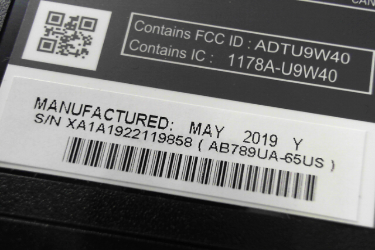 Contains FCC ID : ADTU9W40
Contains IC : 1178A-U9W40
MANUFACTURED: MAY 2019 Y
S/N XA1A1922119858 ( AB789UA-65US )